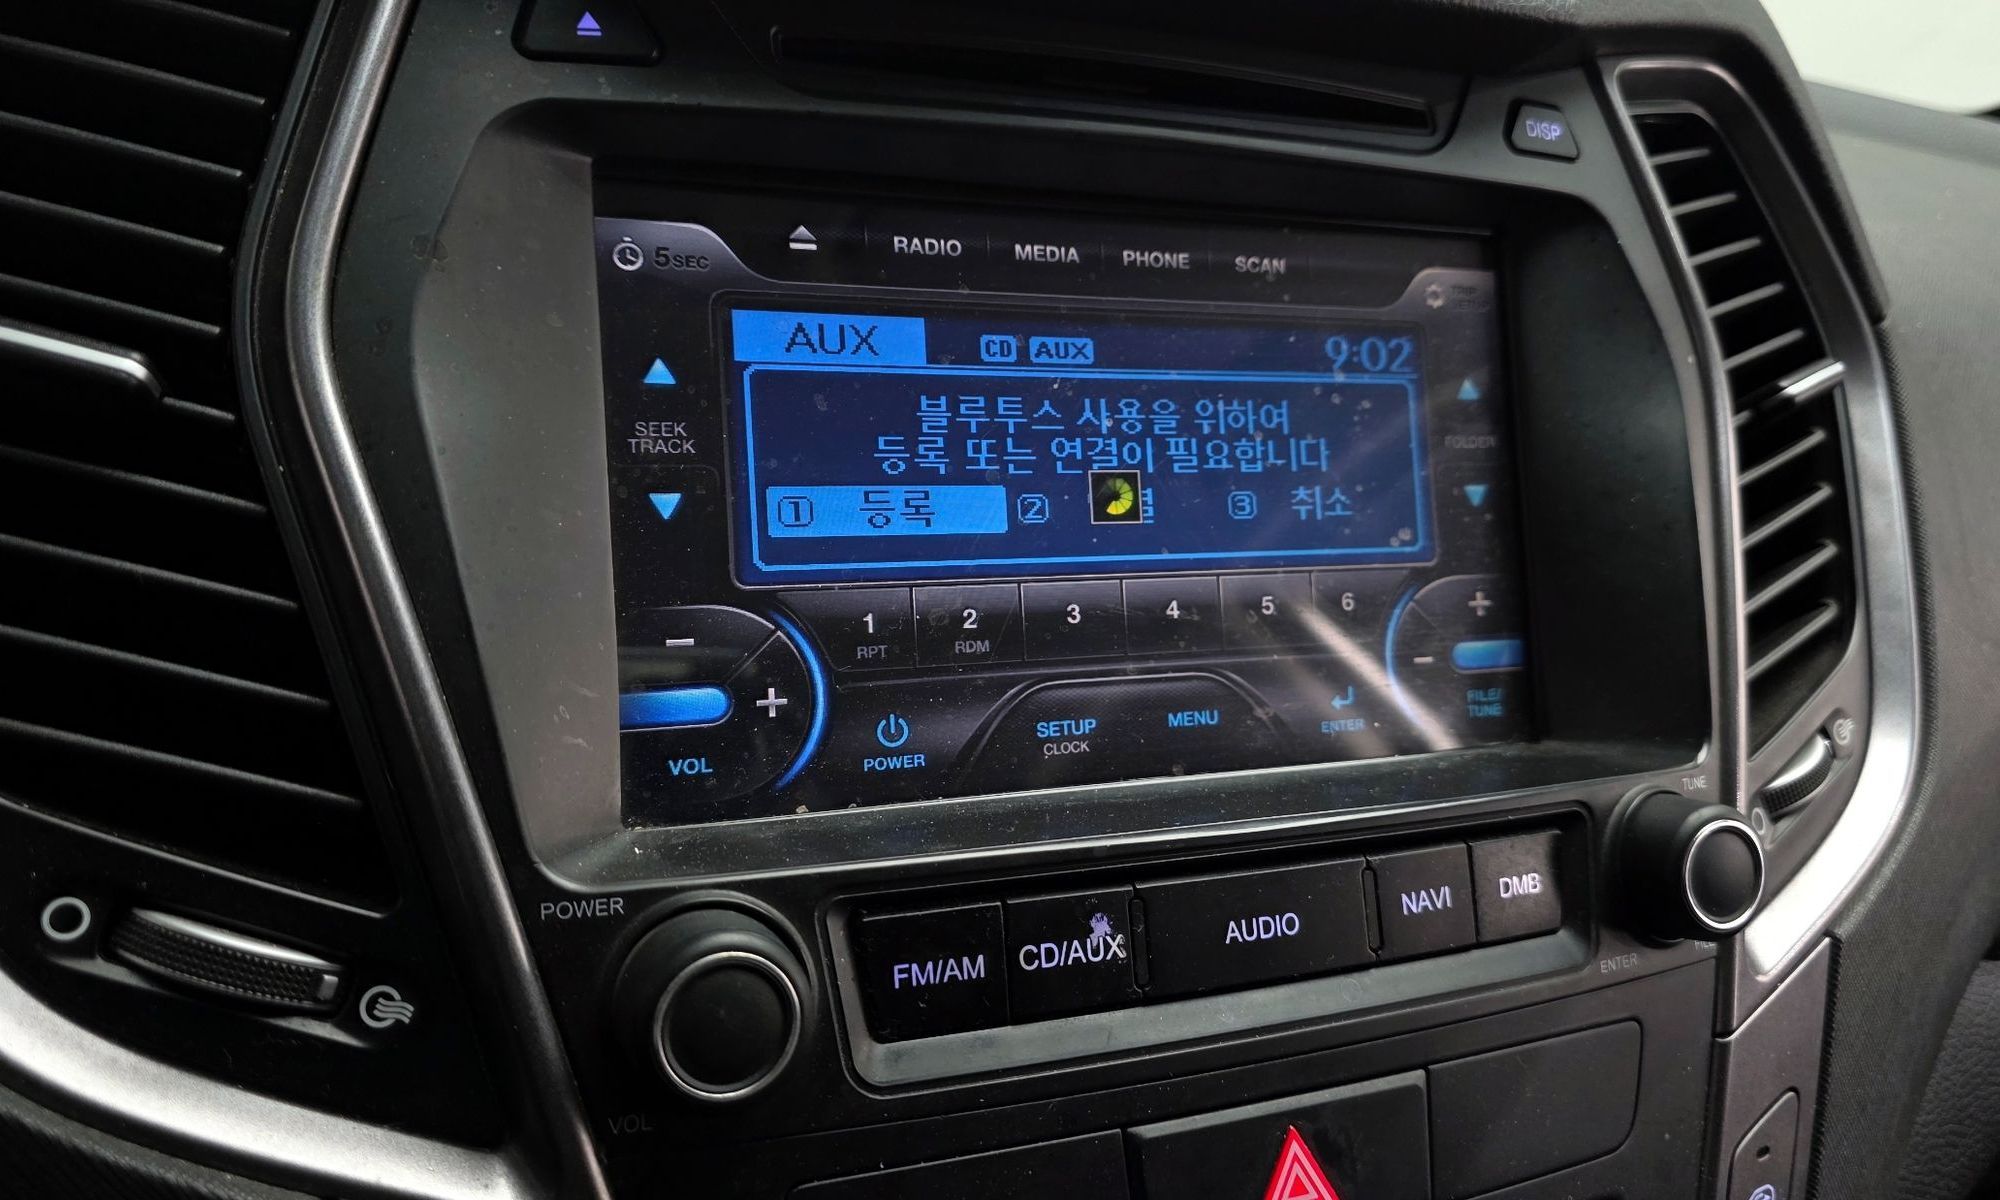 DISP
5SEC
RADIO
MEDIA
PHONE
SCAN
TRIP
SETUP
AUX
CD
AUX
9:02
SEEK
TRACK
FOLDER
블루투스 사용을 위하여
등록 또는 연결이 필요합니다
1 등록
2
3 취소
1
RPT
2
RDM
3
4
5
6
VOL
POWER
SETUP
CLOCK
MENU
ENTER
FILE/
TUNE
TUNE
POWER
FM/AM
CD/AUX
AUDIO
NAVI
DMB
ENTER
VOL